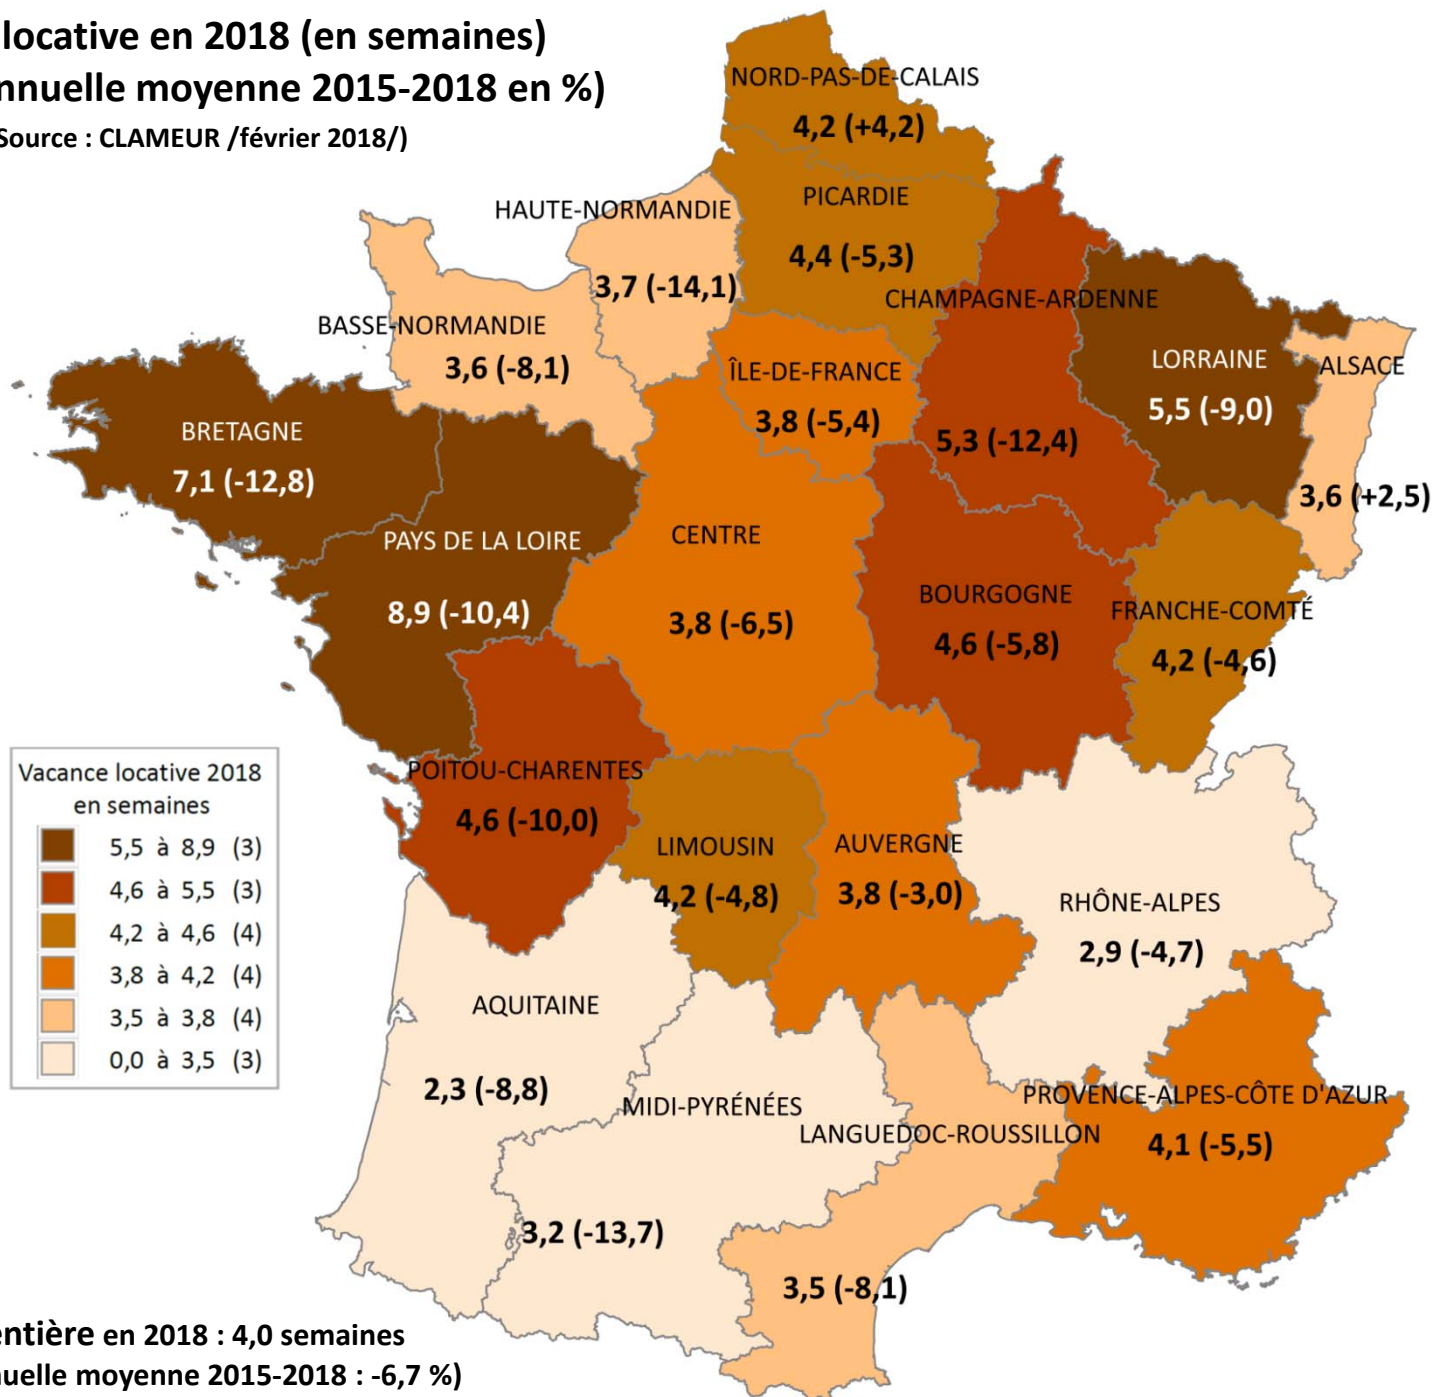 locative en 2018 (en semaines)
nnuelle moyenne 2015-2018 en %)
Source : CLAMEUR /février 2018/)
NORD-PAS-DE-CALAIS
4,2 (+4,2)
PICARDIE
4,4 (-5,3)
HAUTE-NORMANDIE
3,7 (-14,1)
CHAMPAGNE-ARDENNE
5,3 (-12,4)
BASSE-NORMANDIE
3,6 (-8,1)
ÎLE-DE-FRANCE
3,8 (-5,4)
LORRAINE
5,5 (-9,0)
ALSACE
3,6 (+2,5)
BRETAGNE
7,1 (-12,8)
PAYS DE LA LOIRE
8,9 (-10,4)
CENTRE
3,8 (-6,5)
BOURGOGNE
4,6 (-5,8)
FRANCHE-COMTÉ
4,2 (-4,6)
Vacance locative 2018
en semaines
5,5 à 8,9 (3)
4,6 à 5,5 (3)
4,2 à 4,6 (4)
3,8 à 4,2 (4)
3,5 à 3,8 (4)
0,0 à 3,5 (3)
POITOU-CHARENTES
4,6 (-10,0)
LIMOUSIN
4,2 (-4,8)
AUVERGNE
3,8 (-3,0)
RHÔNE-ALPES
2,9 (-4,7)
AQUITAINE
2,3 (-8,8)
MIDI-PYRÉNÉES
3,2 (-13,7)
LANGUEDOC-ROUSSILLON
3,5 (-8,1)
PROVENCE-ALPES-CÔTE D'AZUR
4,1 (-5,5)
entière en 2018 : 4,0 semaines
nuelle moyenne 2015-2018 : -6,7 %)